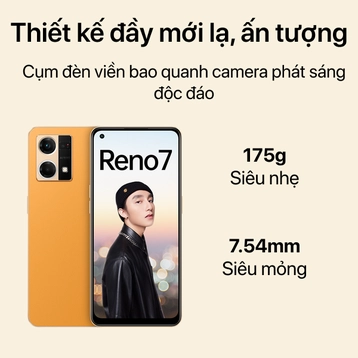 Thiết kế đầy mới lạ, ấn tượng
Cụm đèn viền bao quanh camera phát sáng
độc đáo
Reno7
175g
Siêu nhẹ
7.54mm
Siêu mỏng